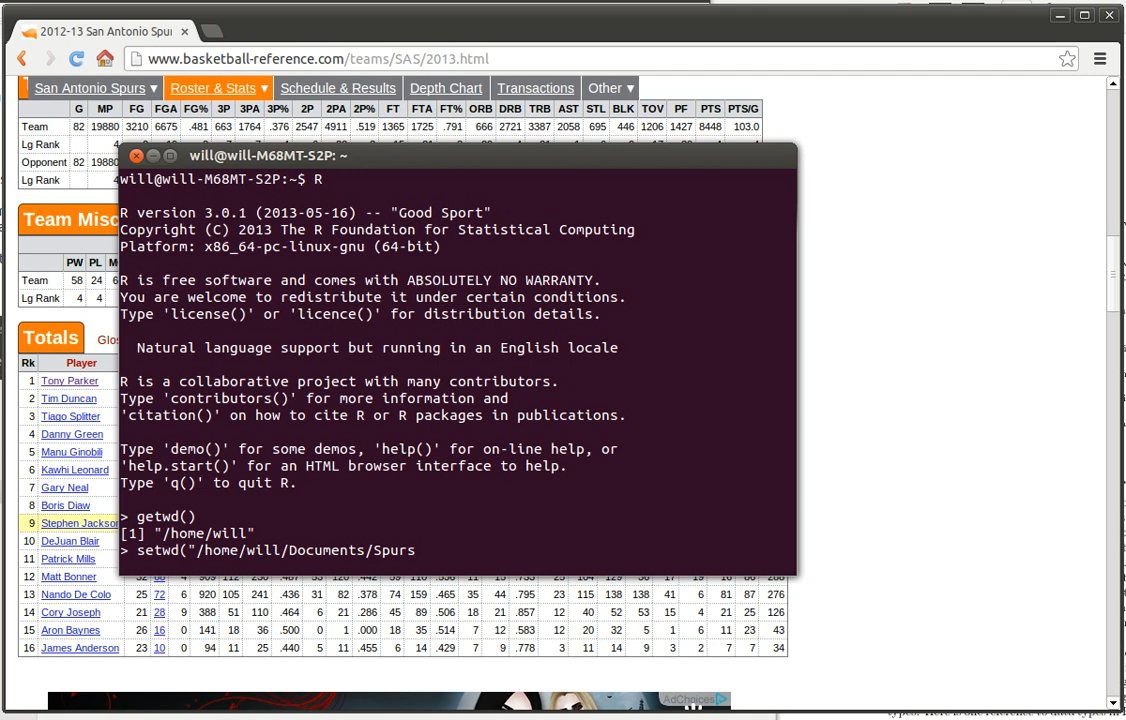 2012-13 San Antonio Spu
www.basketball-reference.com/teams/SAS/2013.html
San Antonio Spurs ▾ Roster & Stats ▾ Schedule & Results Depth Chart Transactions Other ▾
G MP FG FGA FG% 3P 3PA 3P% 2P 2PA 2P% FT FTA FT% ORB DRB TRB AST STL BLK TOV PF PTS PTS/G
Team 82 19880 3210 6675 .481 663 1764 .376 2547 4911 .519 1365 1725 .791 666 2721 3387 2058 695 446 1206 1427 8448 103.0
Lg Rank
Opponent 82 19880
Lg Rank
will@will-M68MT-S2P: ~
will@will-M68MT-S2P:~$ R
R version 3.0.1 (2013-05-16) -- "Good Sport"
Copyright (C) 2013 The R Foundation for Statistical Computing
Platform: x86_64-pc-linux-gnu (64-bit)
R is free software and comes with ABSOLUTELY NO WARRANTY.
You are welcome to redistribute it under certain conditions.
Type 'license()' or 'licence()' for distribution details.
Natural language support but running in an English locale
R is a collaborative project with many contributors.
Type 'contributors()' for more information and
'citation()' on how to cite R or R packages in publications.
Type 'demo()' for some demos, 'help()' for on-line help, or
'help.start()' for an HTML browser interface to help.
Type 'q()' to quit R.
> getwd()
[1] "/home/will"
> setwd("/home/will/Documents/Spurs
Team Misc
PW PL
Team 58 24
Lg Rank 4 4
Totals Glo
Rk Player
1 Tony Parker
2 Tim Duncan
3 Tiago Splitter
4 Danny Green
5 Manu Ginobili
6 Kawhi Leonard
7 Gary Neal
8 Boris Diaw
9 Stephen Jackso
10 DeJuan Blair
11 Patrick Mills
12 Matt Bonner
13 Nando De Colo 25 72 6 920 105 241 .436 31 82 .378 74 159 .465 35 44 .795 23 115 138 138 41 6 81 87 276
14 Cory Joseph 21 28 9 388 51 110 .464 6 21 .286 45 89 .506 18 21 .857 12 40 52 53 15 4 21 25 126
15 Aron Baynes 26 16 0 141 18 36 .500 0 1 .000 18 35 .514 7 12 .583 12 20 32 5 1 6 11 23 43
16 James Anderson 23 10 0 94 11 25 .440 5 11 .455 6 14 .429 7 9 .778 3 11 14 9 3 2 7 7 34
AdChoices